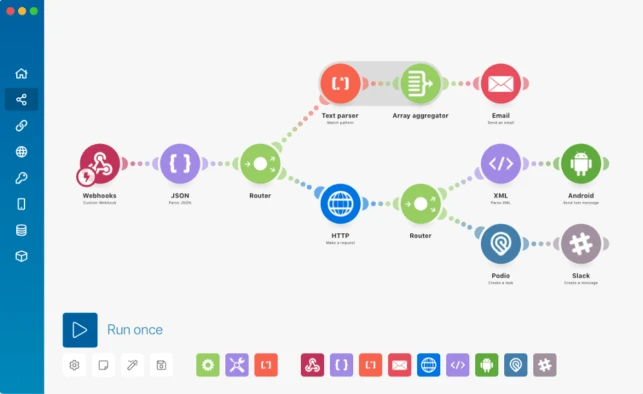 Text parser
Match pattern
Array aggregator
Email
Send an email
Webhooks
Custom Webhook
JSON
Parse JSON
Router
XML
Parse XML
Android
Send text message
HTTP
Make a request
Router
Podio
Create a task
Slack
Create a message
Run once